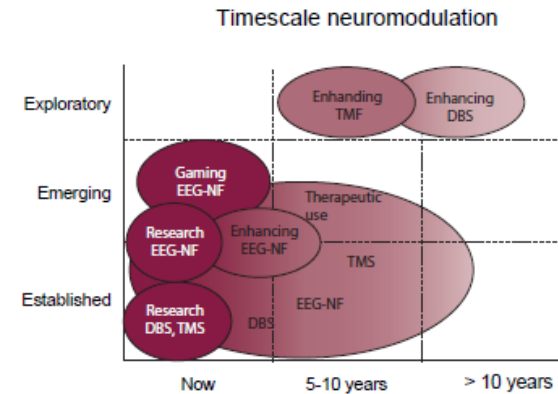 Timescale neuromodulation
Exploratory
Enhanding
TMF
Enhancing
DBS
Emerging
Gaming
EEG-NF
Therapeutic
use
Research
EEG-NF
Enhancing
EEG-NF
TMS
Established
Research
DBS, TMS
EEG-NF
DBS
Now
5-10 years
> 10 years